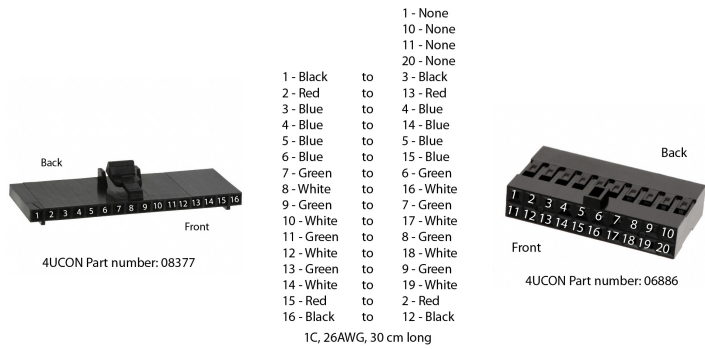 1 - None
10 - None
11 - None
20 - None
1 - Black to 3 - Black
2 - Red to 13 - Red
3 - Blue to 4 - Blue
4 - Blue to 14 - Blue
5 - Blue to 5 - Blue
6 - Blue to 15 - Blue
7 - Green to 6 - Green
8 - White to 16 - White
9 - Green to 7 - Green
10 - White to 17 - White
11 - Green to 8 - Green
12 - White to 18 - White
13 - Green to 9 - Green
14 - White to 19 - White
15 - Red to 2 - Red
16 - Black to 12 - Black
1C, 26AWG, 30 cm long
Back
1 2 3 4 5 6 7 8 9 10 11 12 13 14 15 16
Front
4UCON Part number: 08377
Back
1 2 3 4 5 6 7 8 9 10
11 12 13 14 15 16 17 18 19 20
Front
4UCON Part number: 06886